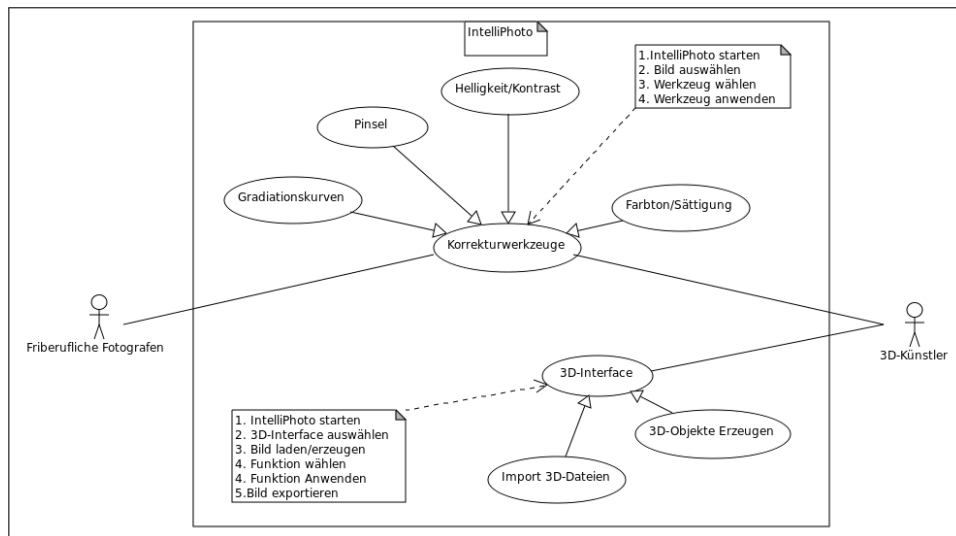 IntelliPhoto
1.IntelliPhoto starten
2. Bild auswählen
3. Werkzeug wählen
4. Werkzeug anwenden
Helligkeit/Kontrast
Pinsel
Gradiationskurven
Farbton/Sättigung
Korrekturwerkzeuge
Friberufliche Fotografen
3D-Künstler
3D-Interface
1. IntelliPhoto starten
2. 3D-Interface auswählen
3. Bild laden/erzeugen
4. Funktion wählen
4. Funktion Anwenden
5.Bild exportieren
3D-Objekte Erzeugen
Import 3D-Dateien